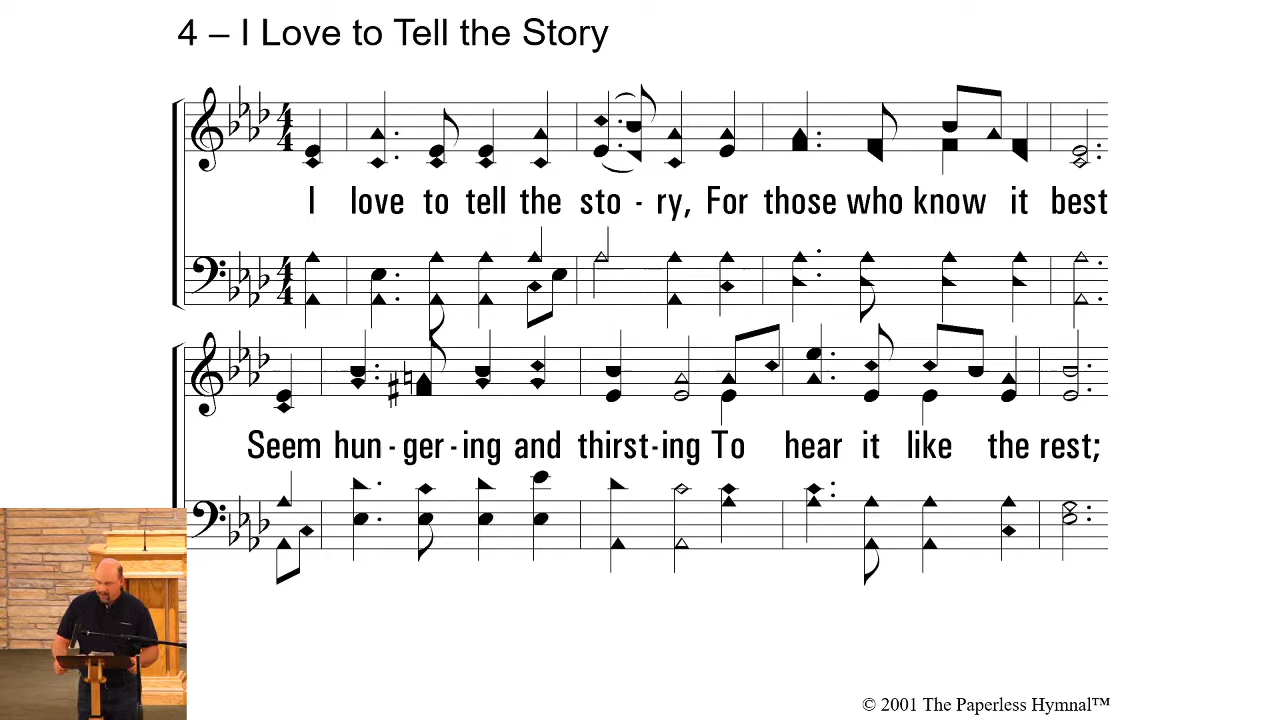 4 – I Love to Tell the Story
I love to tell the sto - ry, For those who know it best
Seem hun - ger - ing and thirst - ing To hear it like the rest;
© 2001 The Paperless Hymnal™